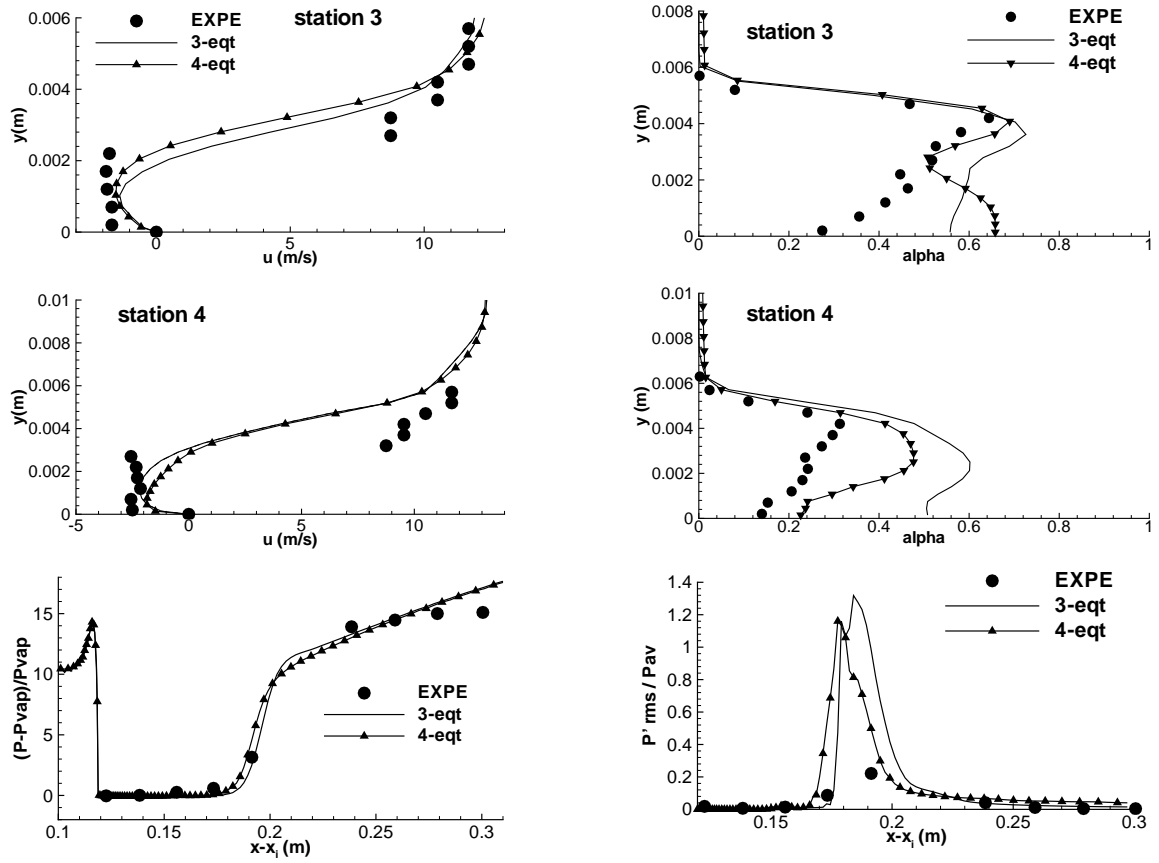 EXPE
3-eqt
4-eqt
station 3
y(m)
0.006
0.004
0.002
0
0
5
10
u (m/s)
station 3
EXPE
3-eqt
4-eqt
y (m)
0.008
0.006
0.004
0.002
0
0
0.2
0.4
0.6
0.8
1
alpha
station 4
y(m)
0.01
0.008
0.006
0.004
0.002
0
-5
0
5
10
u (m/s)
station 4
y (m)
0.01
0.008
0.006
0.004
0.002
0
0
0.2
0.4
0.6
0.8
1
alpha
(P-Pvap)/Pvap
15
10
5
0
EXPE
3-eqt
4-eqt
0.1
0.15
0.2
0.25
0.3
x-xi (m)
P' rms / Pav
1.4
1.2
1
0.8
0.6
0.4
0.2
0
EXPE
3-eqt
4-eqt
0.15
0.2
0.25
0.3
x-xi (m)